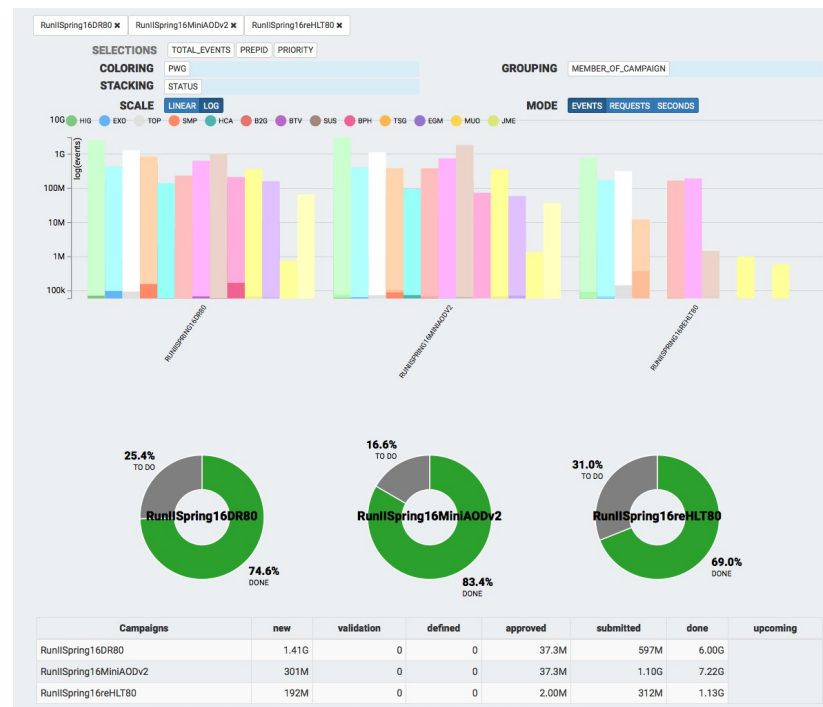 RunIISpring16DR80 ✖ RunIISpring16MiniAODv2 ✖ RunIISpring16reHLT80 ✖
SELECTIONS TOTAL_EVENTS PREPID PRIORITY
COLORING PWG GROUPING MEMBER_OF_CAMPAIGN
STACKING STATUS
SCALE LINEAR LOG MODE EVENTS REQUESTS SECONDS
10G HIG EXO TOP SMP HCA B2G BTV SUS BPH TSG EGM MUO JME
log(events)
1G
100M
10M
1M
100k
RUNIISPRING16DR80 RUNIISPRING16MINIAODV2 RUNIISPRING16REHLT80
25.4%
TO DO
RunIISpring16DR80
74.6%
DONE
16.6%
TO DO
RunIISpring16MiniAODv2
83.4%
DONE
31.0%
TO DO
RunIISpring16reHLT80
69.0%
DONE
Campaigns new validation defined approved submitted done upcoming
RunIISpring16DR80 1.41G 0 0 37.3M 597M 6.00G
RunIISpring16MiniAODv2 301M 0 0 37.3M 1.10G 7.22G
RunIISpring16reHLT80 192M 0 0 2.00M 312M 1.13G